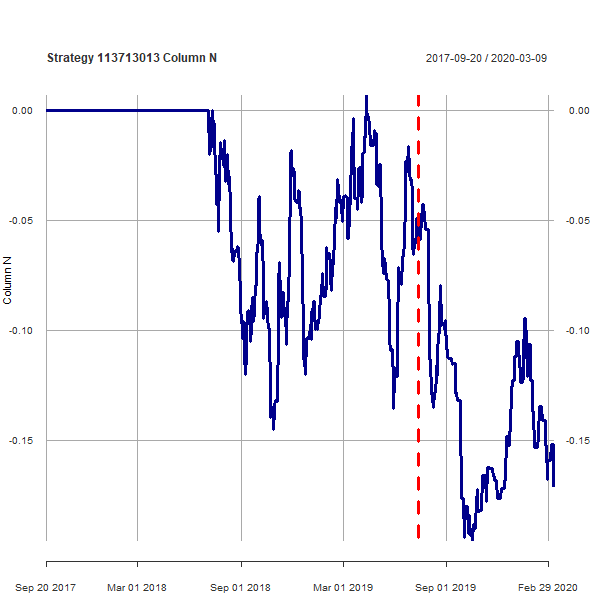 Strategy 113713013 Column N
2017-09-20 / 2020-03-09
0.00
0.00
-0.05
-0.05
-0.10
-0.10
-0.15
-0.15
Column N
Sep 20 2017
Mar 01 2018
Sep 01 2018
Mar 01 2019
Sep 01 2019
Feb 29 2020